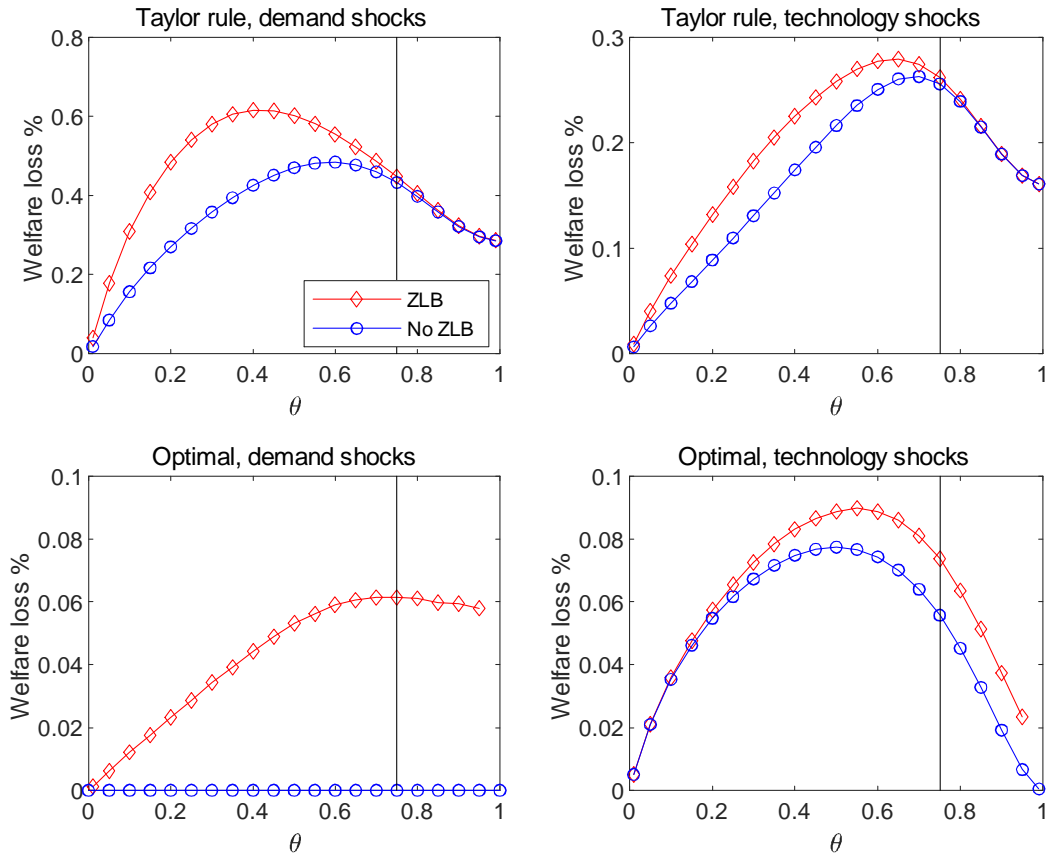 Taylor rule, demand shocks
Welfare loss %
0.8
0.6
0.4
0.2
0
0 0.2 0.4 0.6 0.8 1
θ
ZLB
No ZLB
Taylor rule, technology shocks
Welfare loss %
0.3
0.2
0.1
0
0 0.2 0.4 0.6 0.8 1
θ
Optimal, demand shocks
Welfare loss %
0.1
0.08
0.06
0.04
0.02
0
0 0.2 0.4 0.6 0.8 1
θ
Optimal, technology shocks
Welfare loss %
0.1
0.08
0.06
0.04
0.02
0
0 0.2 0.4 0.6 0.8 1
θ